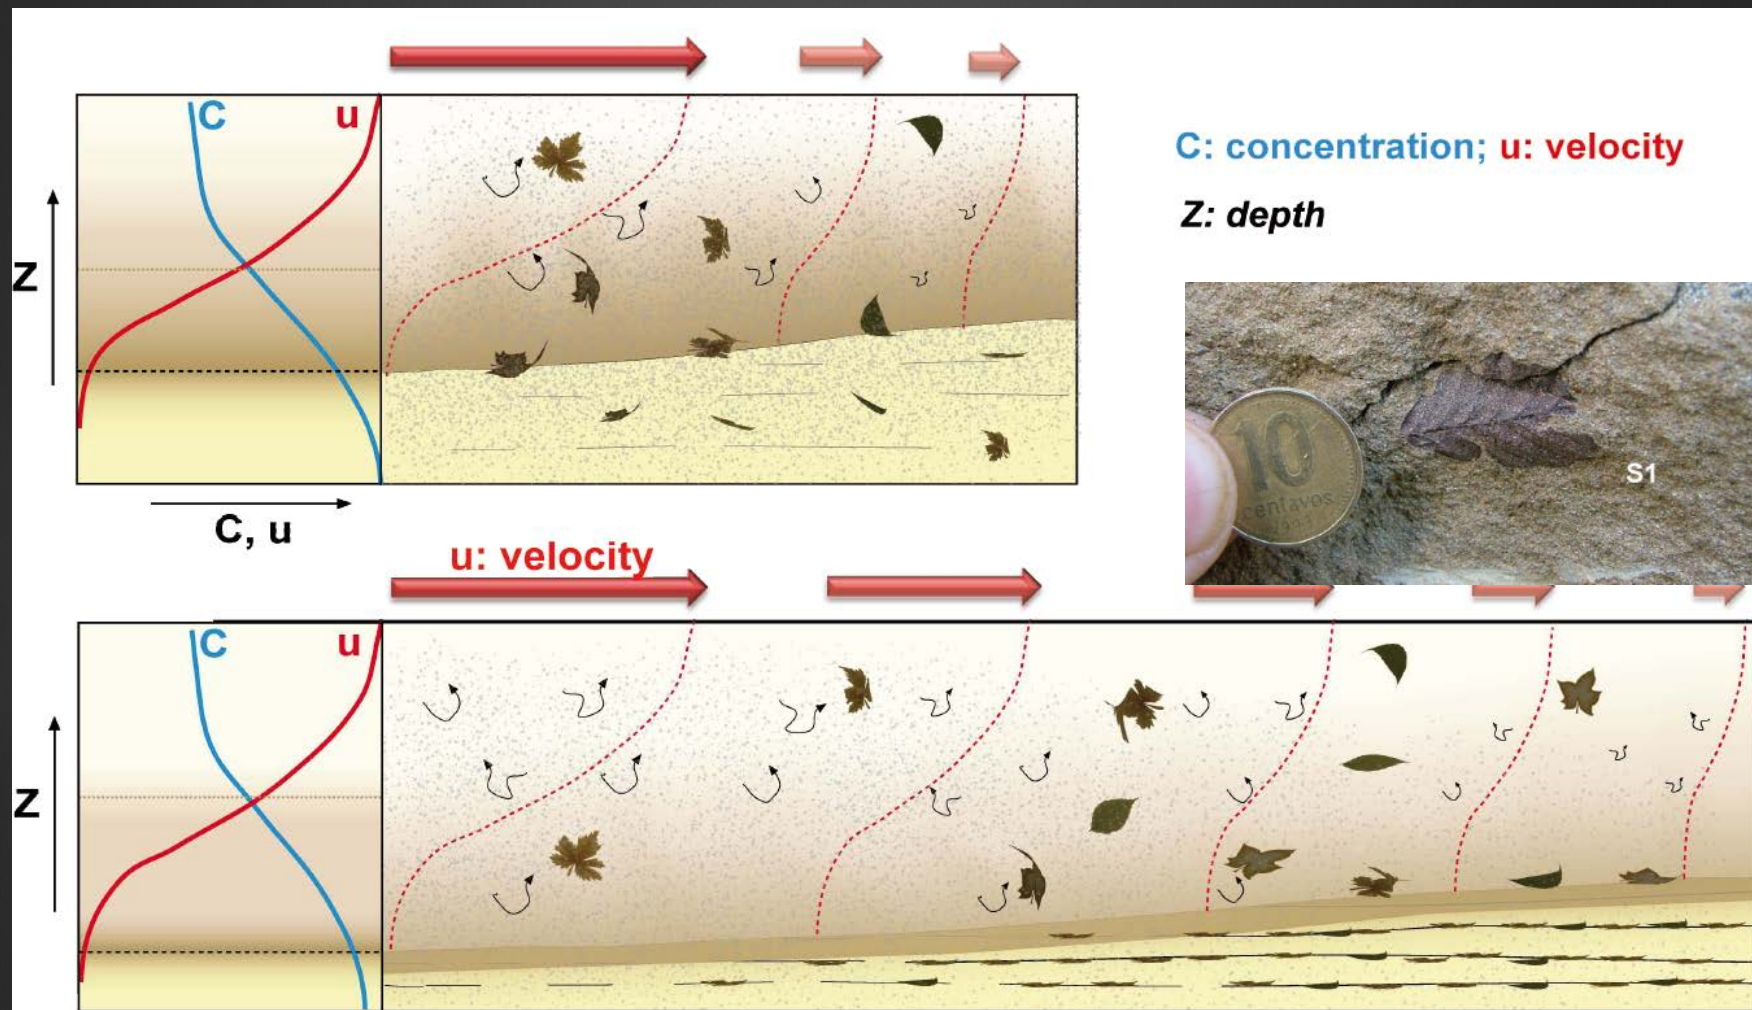 C
u
C: concentration; u: velocity
Z: depth
Z
10
centavos
S1
C, u
u: velocity
C
u
Z